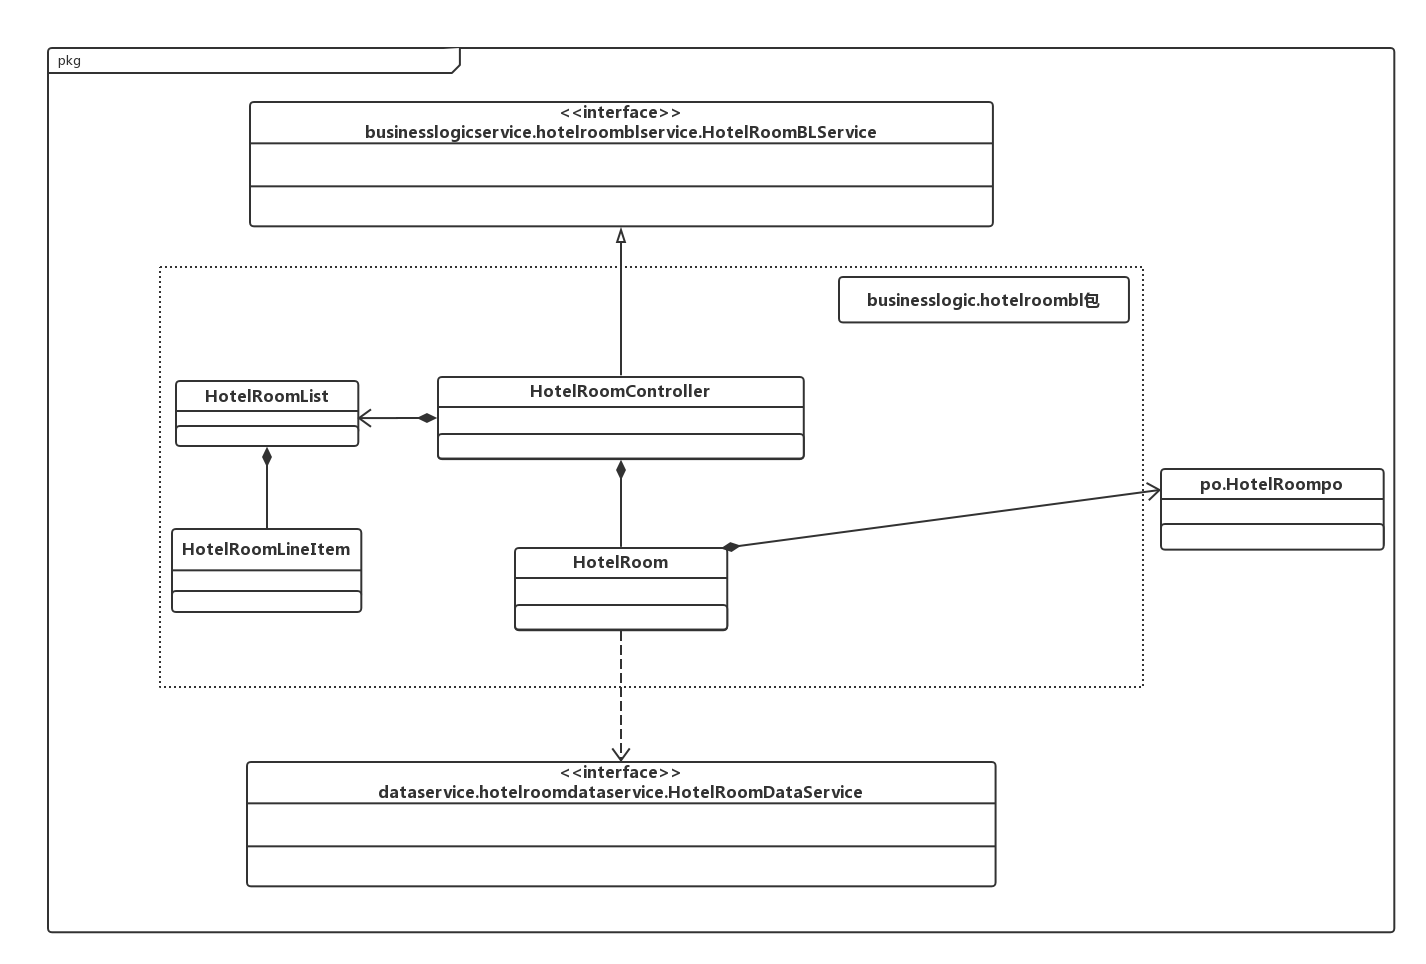 pkg
<<interface>>
businesslogicservice.hotelroomblservice.HotelRoomBLService
businesslogic.hotelroombl包
HotelRoomList
HotelRoomController
po.HotelRoompo
HotelRoomLineItem
HotelRoom
<<interface>>
dataservice.hotelroomdataservice.HotelRoomDataService